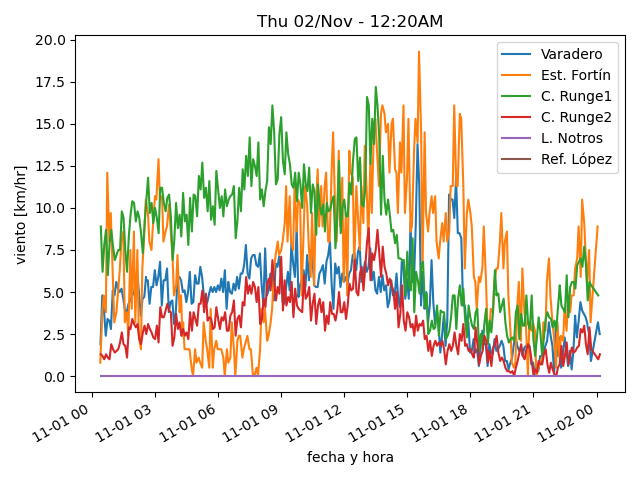 Thu 02/Nov - 12:20AM
viento [km/hr]
20.0
17.5
15.0
12.5
10.0
7.5
5.0
2.5
0.0
Varadero
Est. Fortín
C. Runge1
C. Runge2
L. Notros
Ref. López
11-01 00
11-01 03
11-01 06
11-01 09
11-01 12
11-01 15
11-01 18
11-01 21
11-02 00
fecha y hora